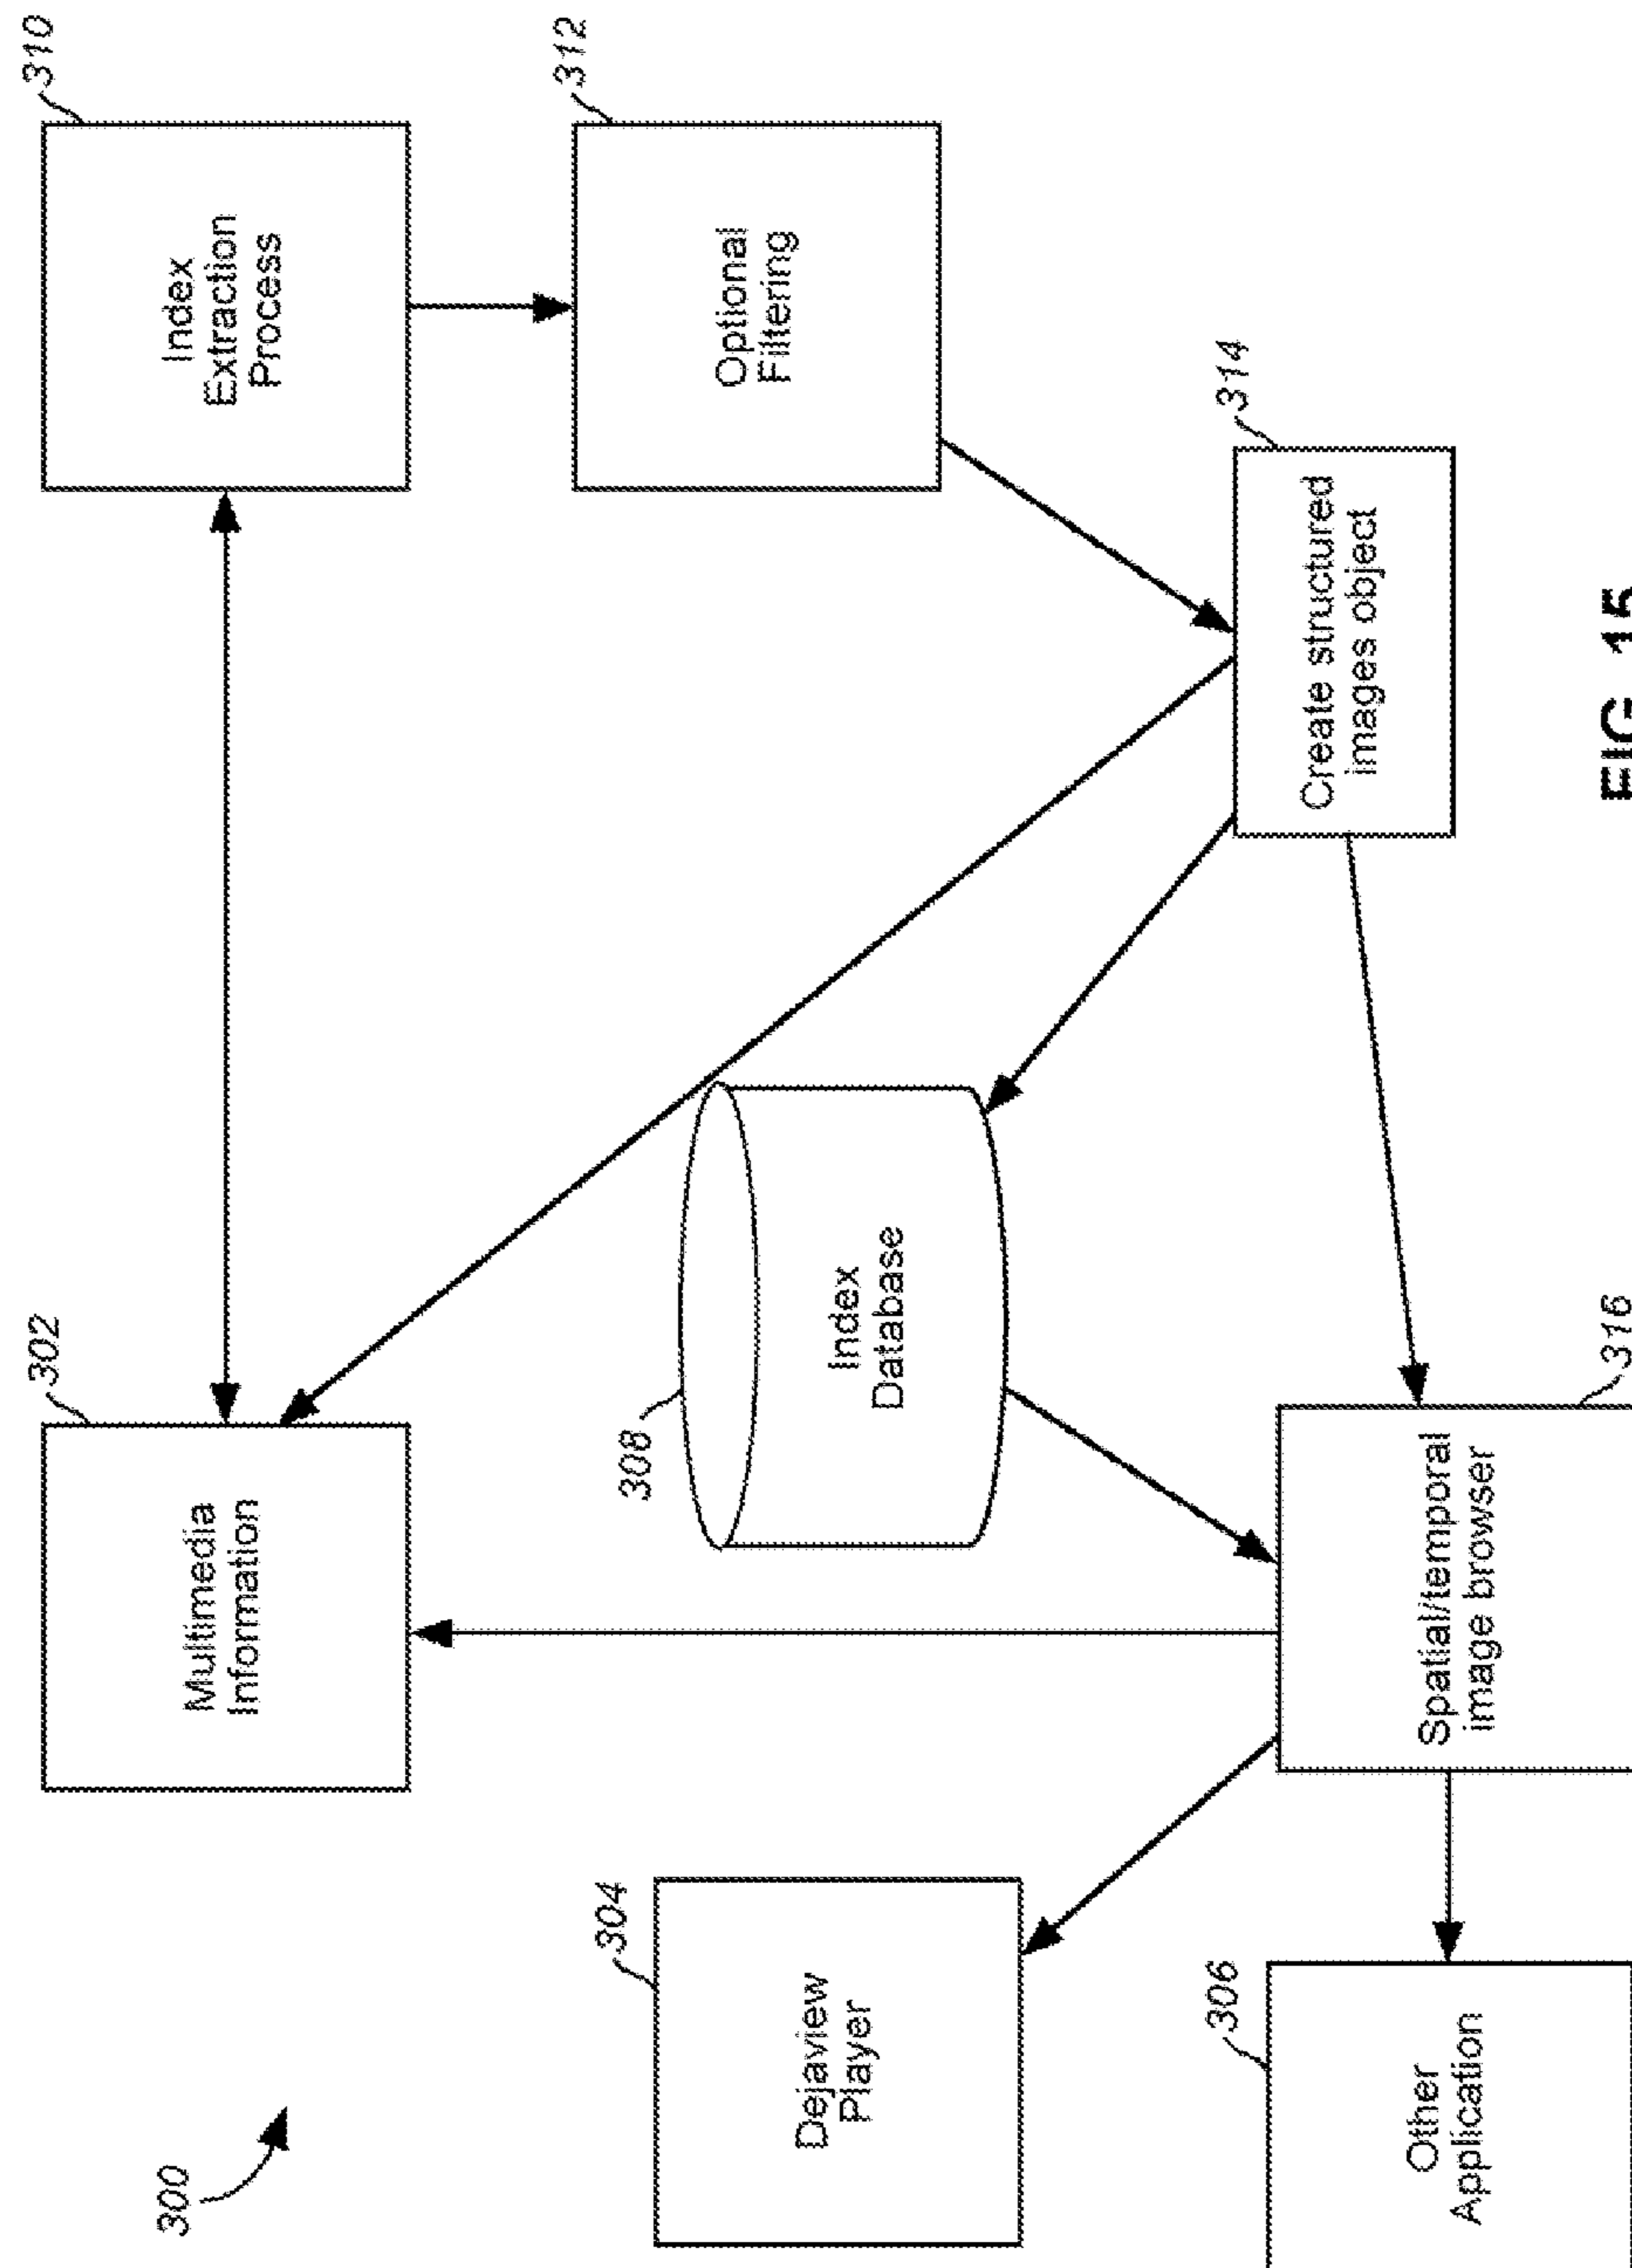 300
302
Multimedia
Information
310
Index
Extraction
Process
304
Dejaview
Player
308
Index
Database
312
Optional
Filtering
306
Other
Application
Spatial/temporal
image browser
316
314
Create structured
images object
FIG. 15